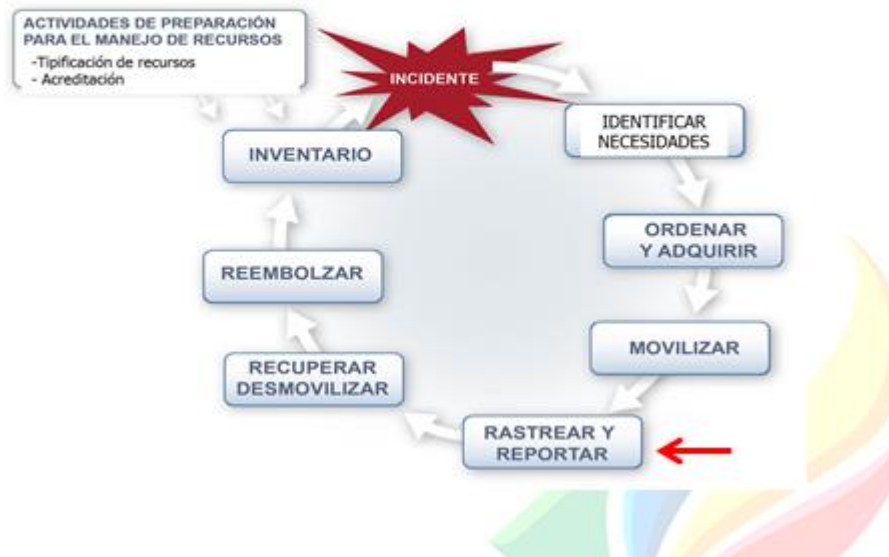 ACTIVIDADES DE PREPARACIÓN
PARA EL MANEJO DE RECURSOS
-Tipificación de recursos
- Acreditación
INCIDENTE
IDENTIFICAR
NECESIDADES
ORDENAR
Y ADQUIRIR
MOVILIZAR
RASTREAR Y
REPORTAR
RECUPERAR
DESMOVILIZAR
REEMBOLZAR
INVENTARIO